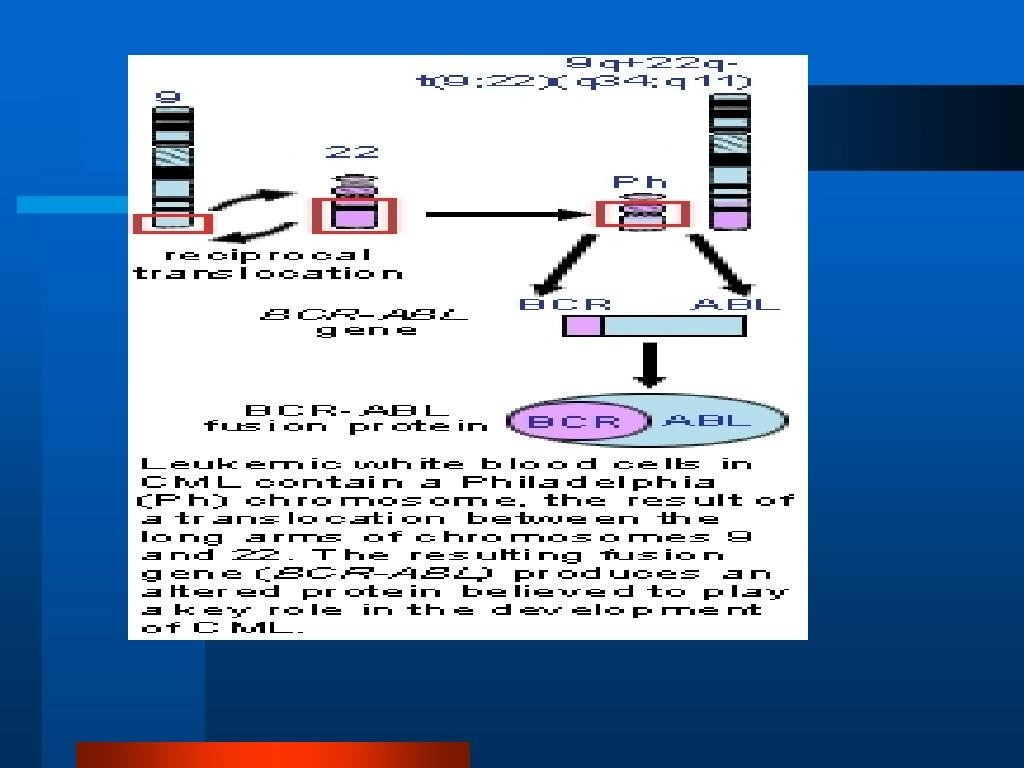 9q+22q-
t(9;22)(q34;q11)
9
22
Ph
reciprocal
translocation
BCR ABL
BCR-ABL
gene
BCR-ABL
fusion protein
BCR ABL
Leukemic white blood cells in
CML contain a Philadelphia
(Ph) chromosome, the result of
a translocation between the
long arms of chromosomes 9
and 22. The resulting fusion
gene (BCR-ABL) produces an
altered protein believed to play
a key role in the development
of CML.